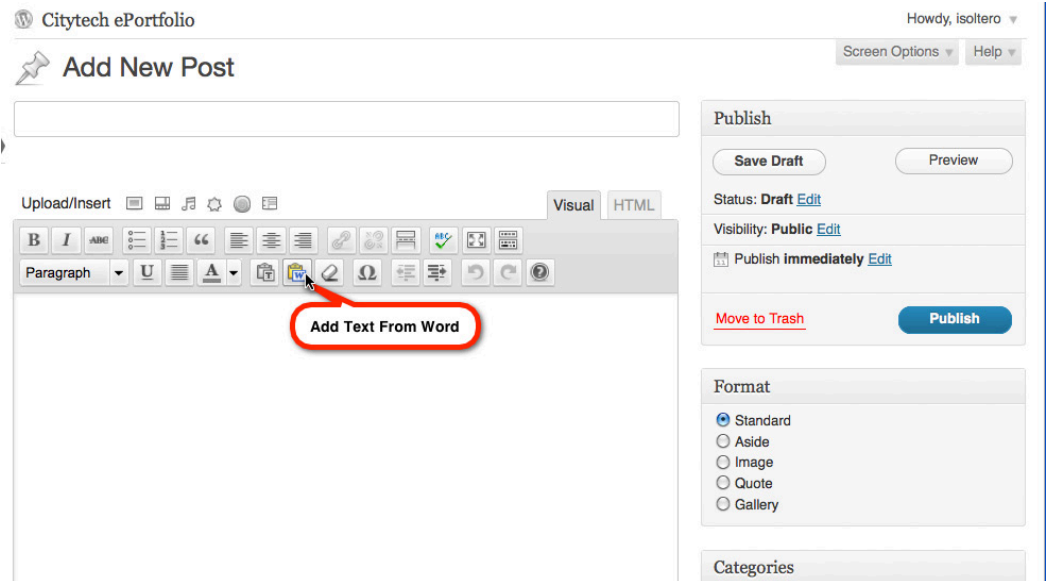 Citytech ePortfolio
Howdy, isoltero
Screen Options
Help
Add New Post
Upload/Insert
Visual
HTML
B I ABC ABC
Paragraph U A T W Ω
Add Text From Word
Publish
Save Draft
Preview
Status: Draft Edit
Visibility: Public Edit
Publish immediately Edit
Move to Trash
Publish
Format
Standard
Aside
Image
Quote
Gallery
Categories